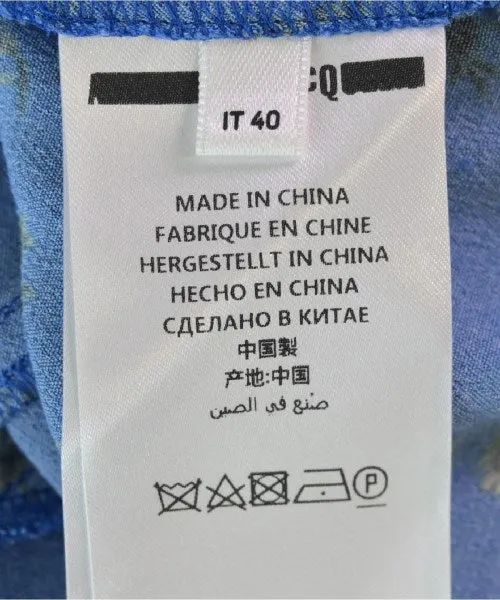 CQ
IT 40
MADE IN CHINA
FABRIQUE EN CHINE
HERGESTELLT IN CHINA
HECHO EN CHINA
СДЕЛАНО В КИТАЕ
中国製
产地:中国
صنع في الصين
P